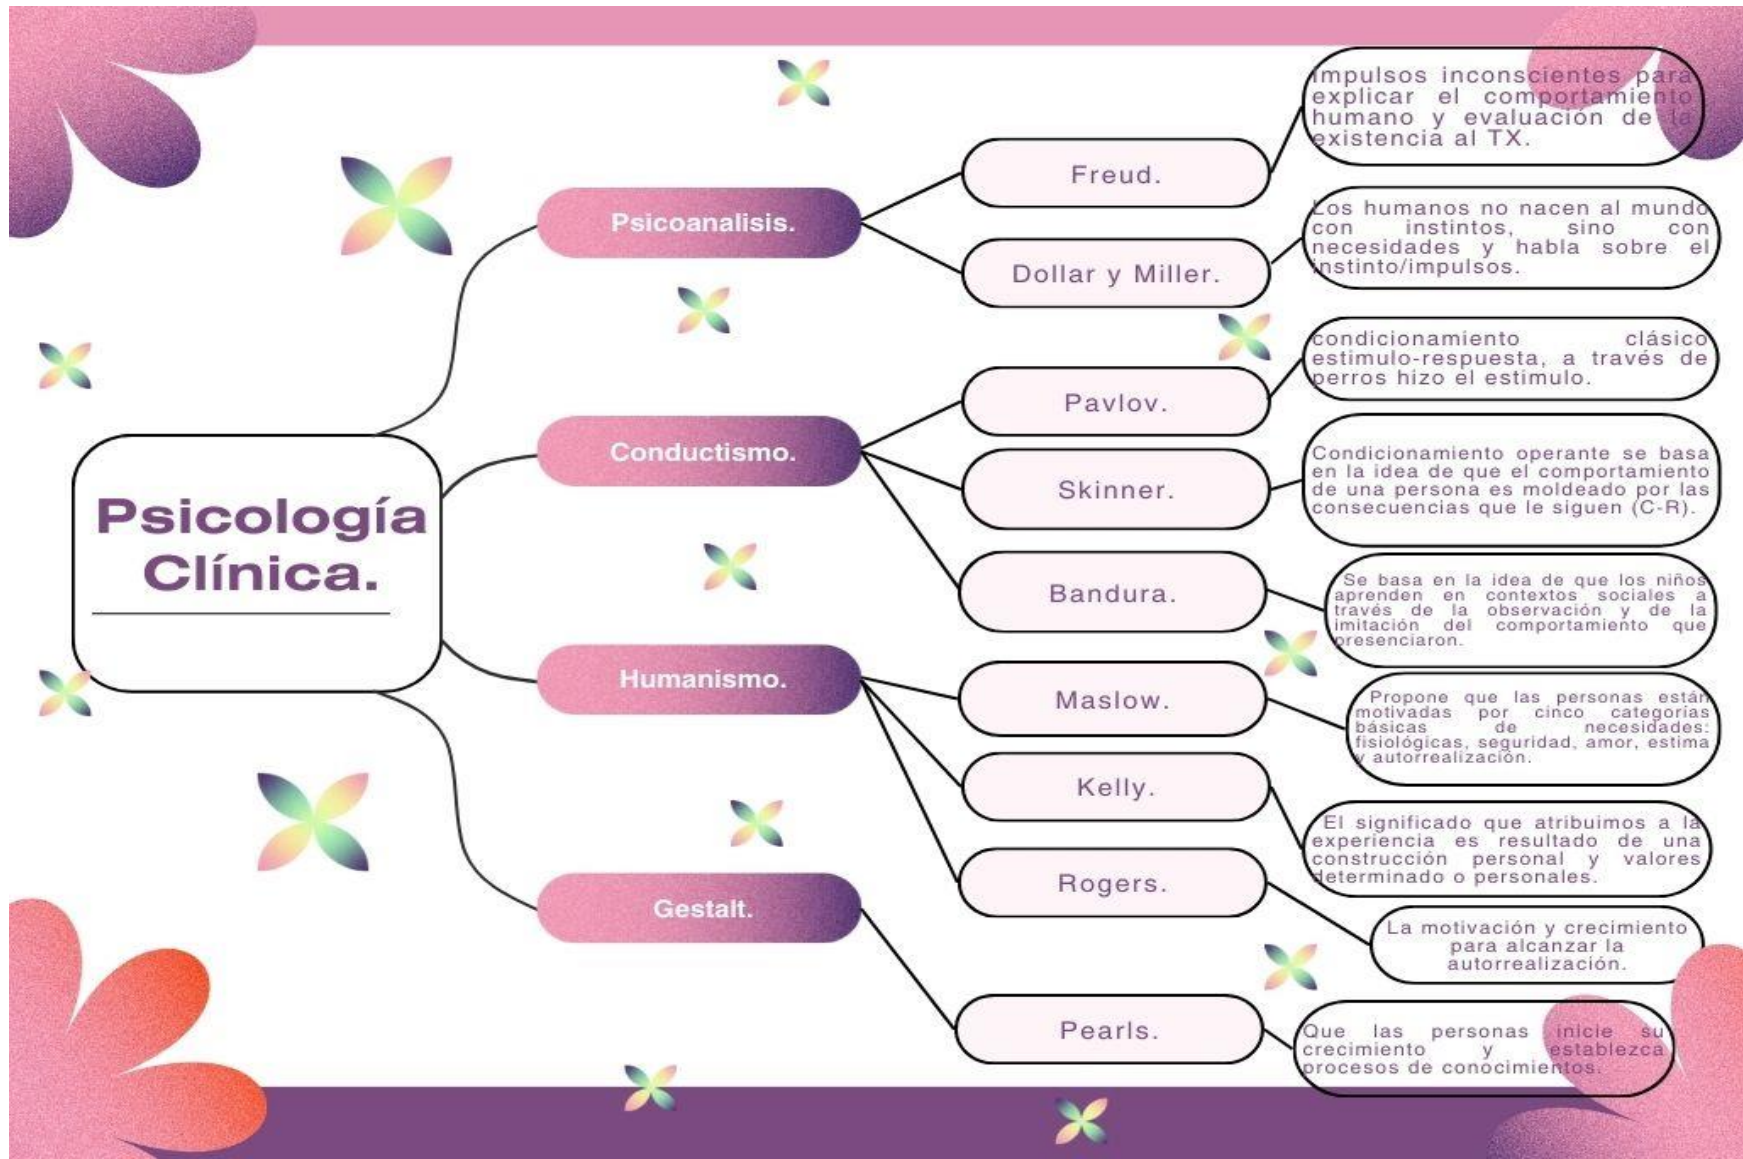 Psicología
Clínica.
Psicoanalisis.
Freud.
Impulsos inconscientes para
explicar el comportamiento
humano y evaluación de la
existencia al TX.
Dollar y Miller.
Los humanos no nacen al mundo
con instintos, sino con
necesidades y habla sobre el
instinto/impulsos.
Conductismo.
Pavlov.
condicionamiento clásico
estimulo-respuesta, a través de
perros hizo el estimulo.
Skinner.
Condicionamiento operante se basa
en la idea de que el comportamiento
de una persona es moldeado por las
consecuencias que le siguen (C-R).
Bandura.
Se basa en la idea de que los niños
aprenden en contextos sociales a
través de la observación y de la
imitación del comportamiento que
presenciaron.
Humanismo.
Maslow.
Propone que las personas están
motivadas por cinco categorías
básicas de necesidades:
fisiológicas, seguridad, amor, estima
y autorrealización.
Kelly.
El significado que atribuimos a la
experiencia es resultado de una
construcción personal y valores
determinado o personales.
Rogers.
La motivación y crecimiento
para alcanzar la
autorrealización.
Gestalt.
Pearls.
Que las personas inicie su
crecimiento y establezca
procesos de conocimientos.